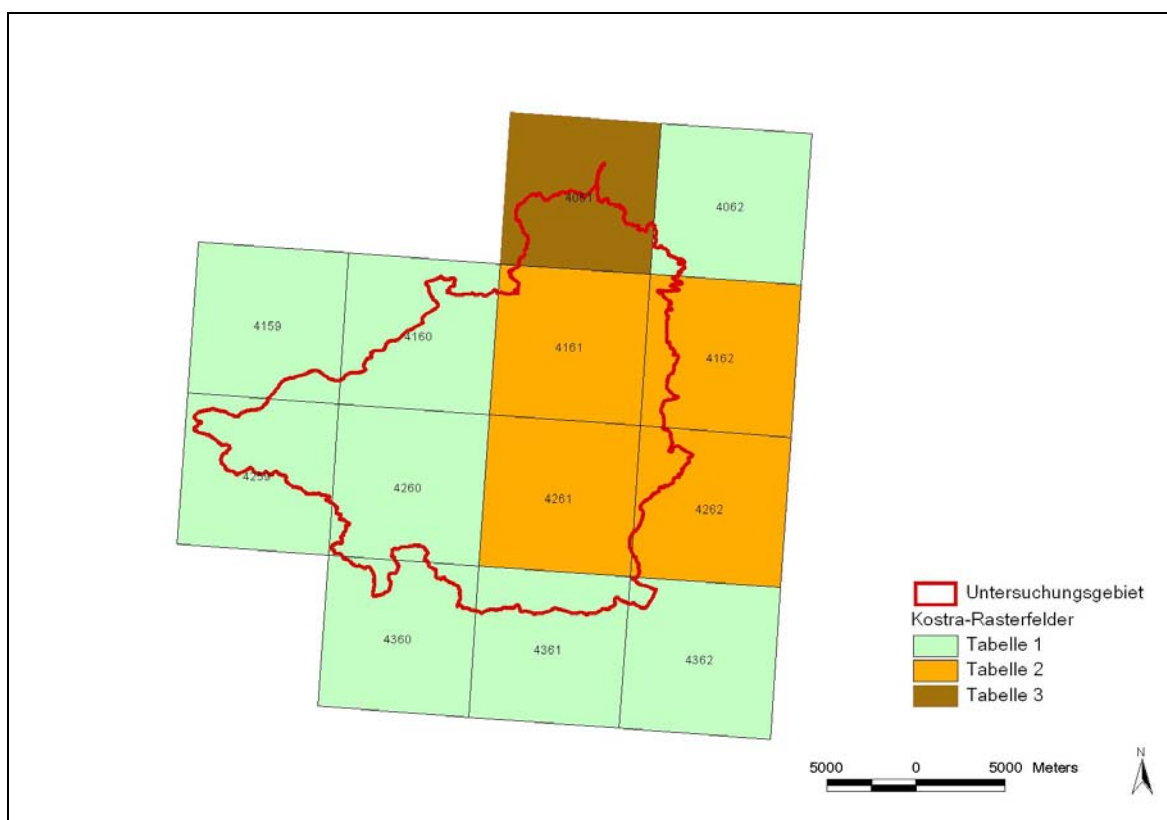 4061
4062
4159
4160
4161
4162
4259
4260
4261
4262
4360
4361
4362
Untersuchungsgebiet
Kostra-Rasterfelder
Tabelle 1
Tabelle 2
Tabelle 3
5000 0 5000 Meters
N